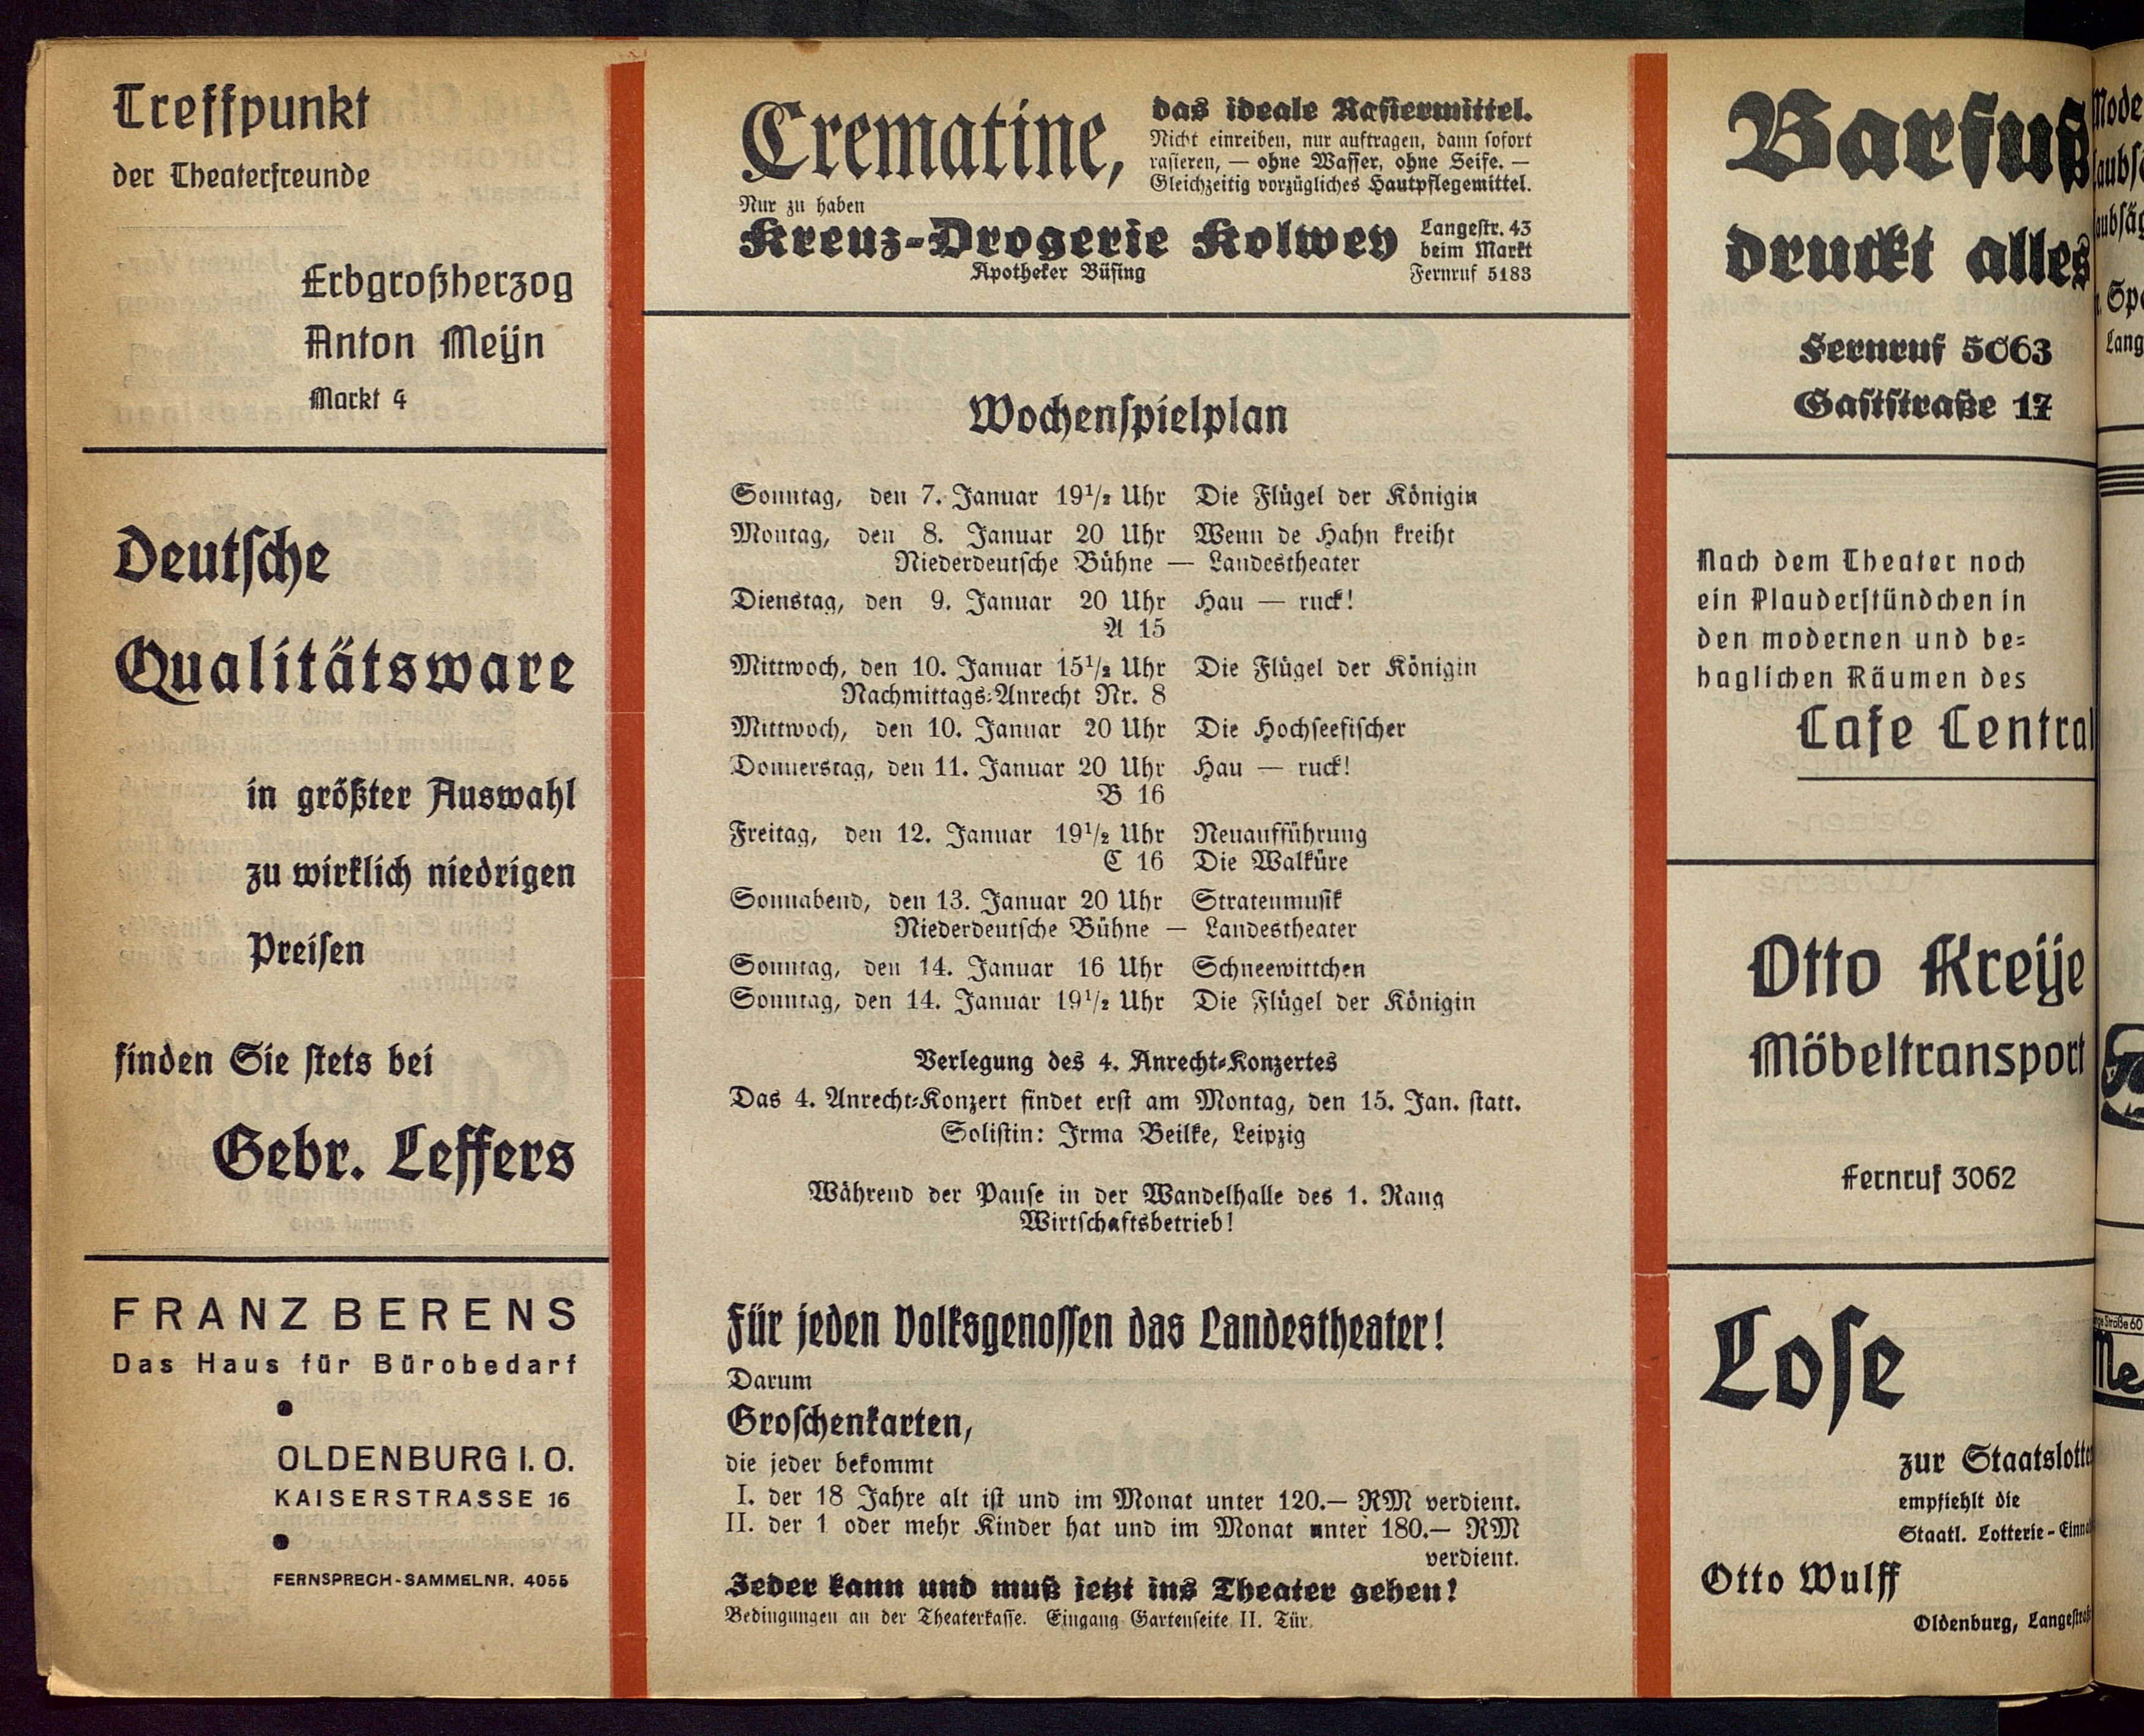 Treffpunkt
der Theaterfreunde
Erbgroßherzog
Anton Meijn
Markt 4
Deutsche
Qualitätsware
in größter Auswahl
zu wirklich niedrigen
Preisen
finden Sie stets bei
Gebr. Leffers
FRANZ BERENS
Das Haus für Bürobedarf
OLDENBURG I. O.
KAISERSTRASSE 16
FERNSPRECH-SAMMELNR. 4055
Crematine,
das ideale Rasiermittel.
Nicht einreiben, nur auftragen, dann sofort
rasieren, — ohne Wasser, ohne Seife. —
Gleichzeitig vorzügliches Hautpflegemittel.
Nur zu haben
Kreuz-Drogerie Kolwey
Apotheker Büsing
Langestr. 43
beim Markt
Fernruf 5183
Wochenspielplan
Sonntag, den 7. Januar 19½ Uhr Die Flügel der Königin
Montag, den 8. Januar 20 Uhr Wenn de Hahn kreiht
Niederdeutsche Bühne — Landestheater
Dienstag, den 9. Januar 20 Uhr Hau — ruck!
A 15
Mittwoch, den 10. Januar 15½ Uhr Die Flügel der Königin
Nachmittags-Anrecht Nr. 8
Mittwoch, den 10. Januar 20 Uhr Die Hochseefischer
Donnerstag, den 11. Januar 20 Uhr Hau — ruck!
B 16
Freitag, den 12. Januar 19½ Uhr Neuaufführung
C 16 Die Walküre
Sonnabend, den 13. Januar 20 Uhr Stratenmusik
Niederdeutsche Bühne — Landestheater
Sonntag, den 14. Januar 16 Uhr Schneewittchen
Sonntag, den 14. Januar 19½ Uhr Die Flügel der Königin
Verlegung des 4. Anrecht-Konzertes
Das 4. Anrecht-Konzert findet erst am Montag, den 15. Jan. statt.
Solistin: Irma Beilke, Leipzig
Während der Pause in der Wandelhalle des 1. Rang
Wirtschaftsbetrieb!
Für jeden Volksgenossen das Landestheater!
Darum
Groschenkarten,
die jeder bekommt
I. der 18 Jahre alt ist und im Monat unter 120.— RM verdient.
II. der 1 oder mehr Kinder hat und im Monat unter 180.— RM
verdient.
Jeder kann und muß jetzt ins Theater gehen!
Bedingungen an der Theaterkasse. Eingang Gartenseite II. Tür.
Barfuß
druckt alles
Fernruf 5063
Gaststraße 17
Nach dem Theater noch
ein Plauderstündchen in
den modernen und be-
haglichen Räumen des
Cafe Central
Otto Kreije
Möbeltransport
Fernruf 3062
Lose
zur Staatslotte
empfiehlt die
Staatl. Lotterie-Einna
Otto Wulff
Oldenburg, Langestraß
Mode
Lang